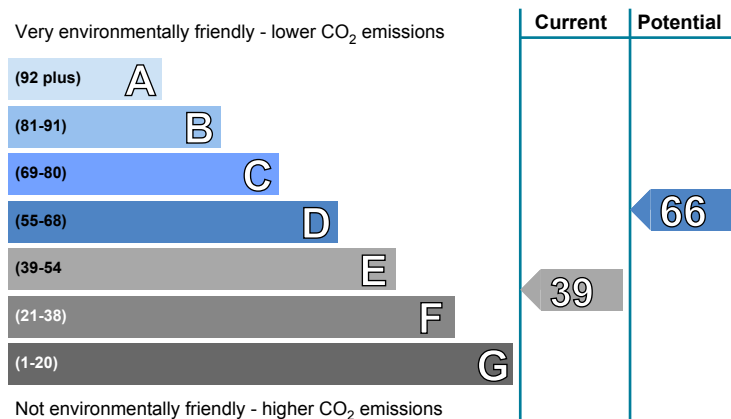 Current Potential
Very environmentally friendly - lower CO2 emissions
(92 plus) A
(81-91) B
(69-80) C
(55-68) D
66
(39-54 E
39
(21-38) F
(1-20) G
Not environmentally friendly - higher CO2 emissions